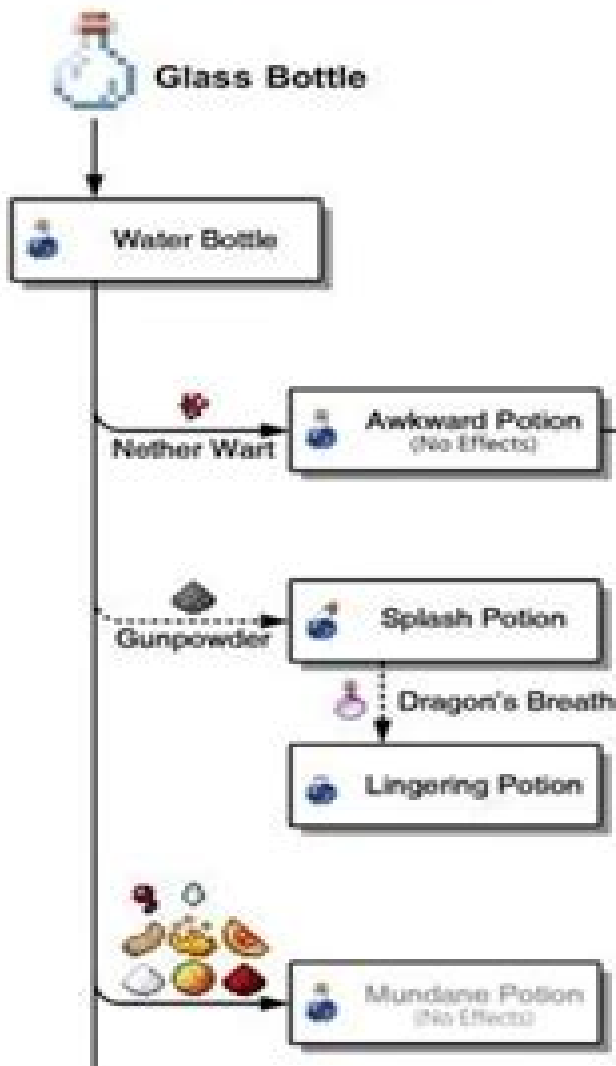 Glass Bottle
Water Bottle
Nether Wart
Awkward Potion
(No Effects)
Gunpowder
Splash Potion
Dragon's Breath
Lingering Potion
Mundane Potion
(No Effects)